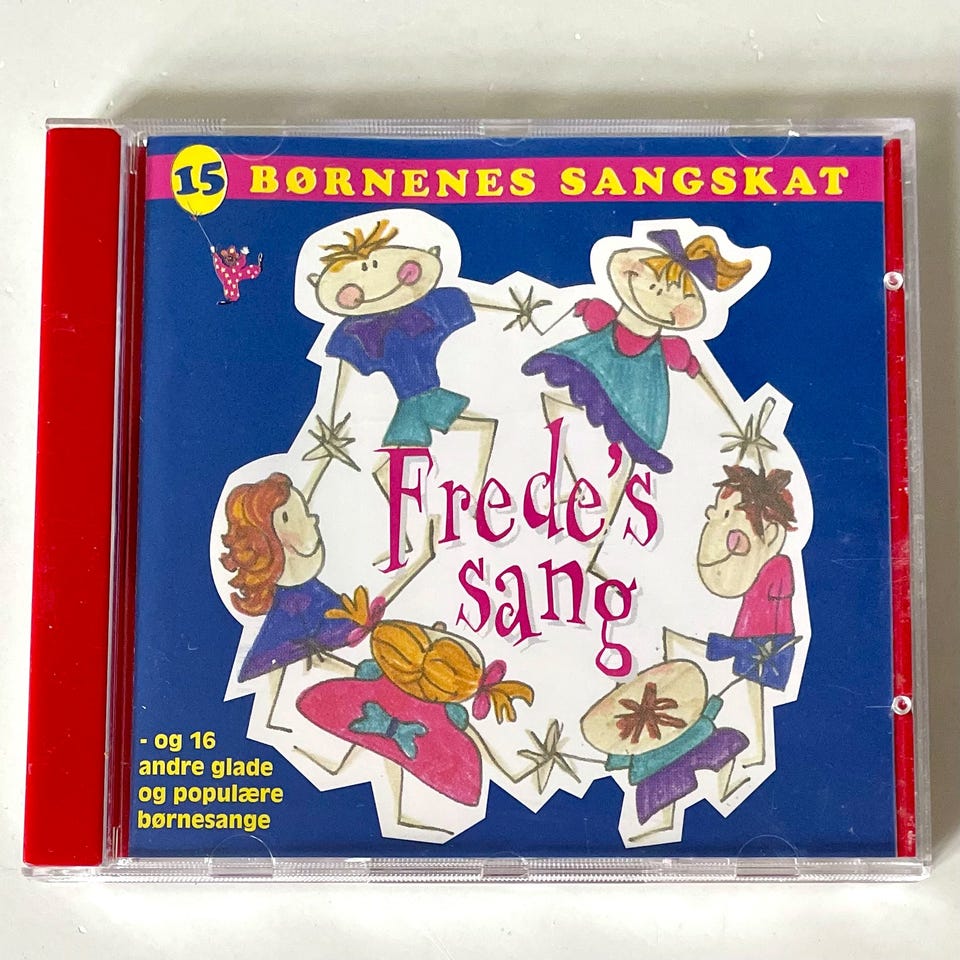 15 BØRNENES SANGSKAT
Frede's
sang
- og 16
andre glade
og populære
børnesange